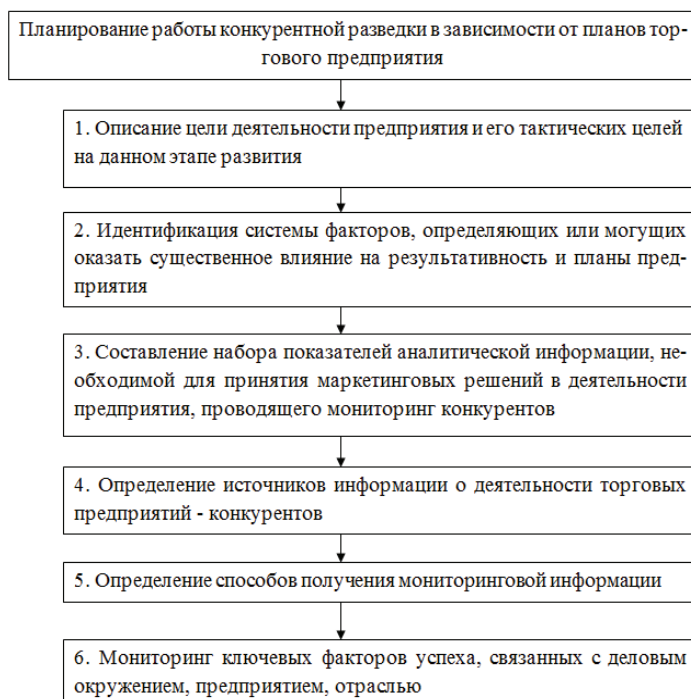 Планирование работы конкурентной разведки в зависимости от планов тор-
гового предприятия
1. Описание цели деятельности предприятия и его тактических целей
на данном этапе развития
2. Идентификация системы факторов, определяющих или могущих
оказать существенное влияние на результативность и планы пред-
приятия
3. Составление набора показателей аналитической информации, не-
обходимой для принятия маркетинговых решений в деятельности
предприятия, проводящего мониторинг конкурентов
4. Определение источников информации о деятельности торговых
предприятий - конкурентов
5. Определение способов получения мониторинговой информации
6. Мониторинг ключевых факторов успеха, связанных с деловым
окружением, предприятием, отраслью